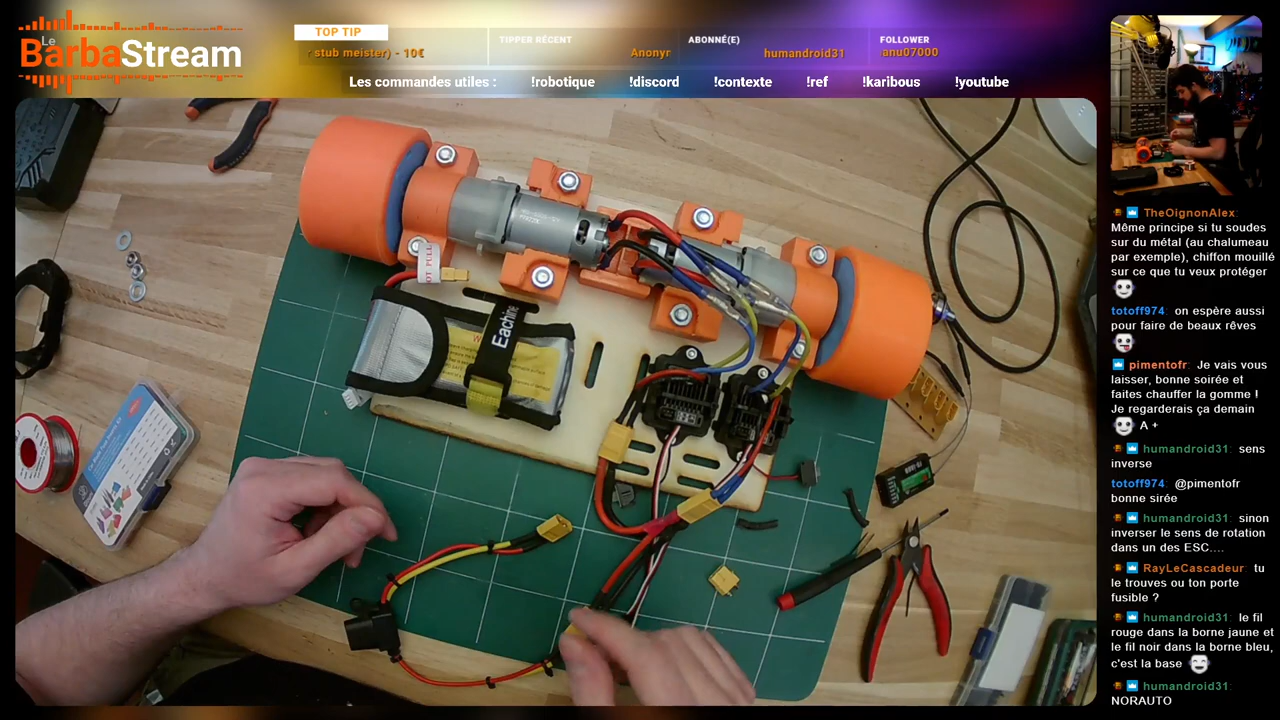 Le
BarbaStream
TOP TIP
stub meister) - 10€
TIPPER RÉCENT
Anonyr
ABONNÉ(E)
humandroid31
FOLLOWER
anu07000
Les commandes utiles : !robotique !discord !contexte !ref !karibous !youtube
OT PULL
Eachine
TheOignonAlex:
Même principe si tu soudes
sur du métal (au chalumeau
par exemple), chiffon mouillé
sur ce que tu veux protéger
totoff974: on espère aussi
pour faire de beaux rêves
pimentofr: Je vais vous
laisser, bonne soirée et
faites chauffer la gomme !
Je regarderais ça demain
A +
humandroid31: sens
inverse
totoff974: @pimentofr
bonne sirée
humandroid31: sinon
inverser le sens de rotation
dans un des ESC....
RayLeCascadeur: tu
le trouves ou ton porte
fusible ?
humandroid31: le fil
rouge dans la borne jaune et
le fil noir dans la borne bleu,
c'est la base
humandroid31:
NORAUTO